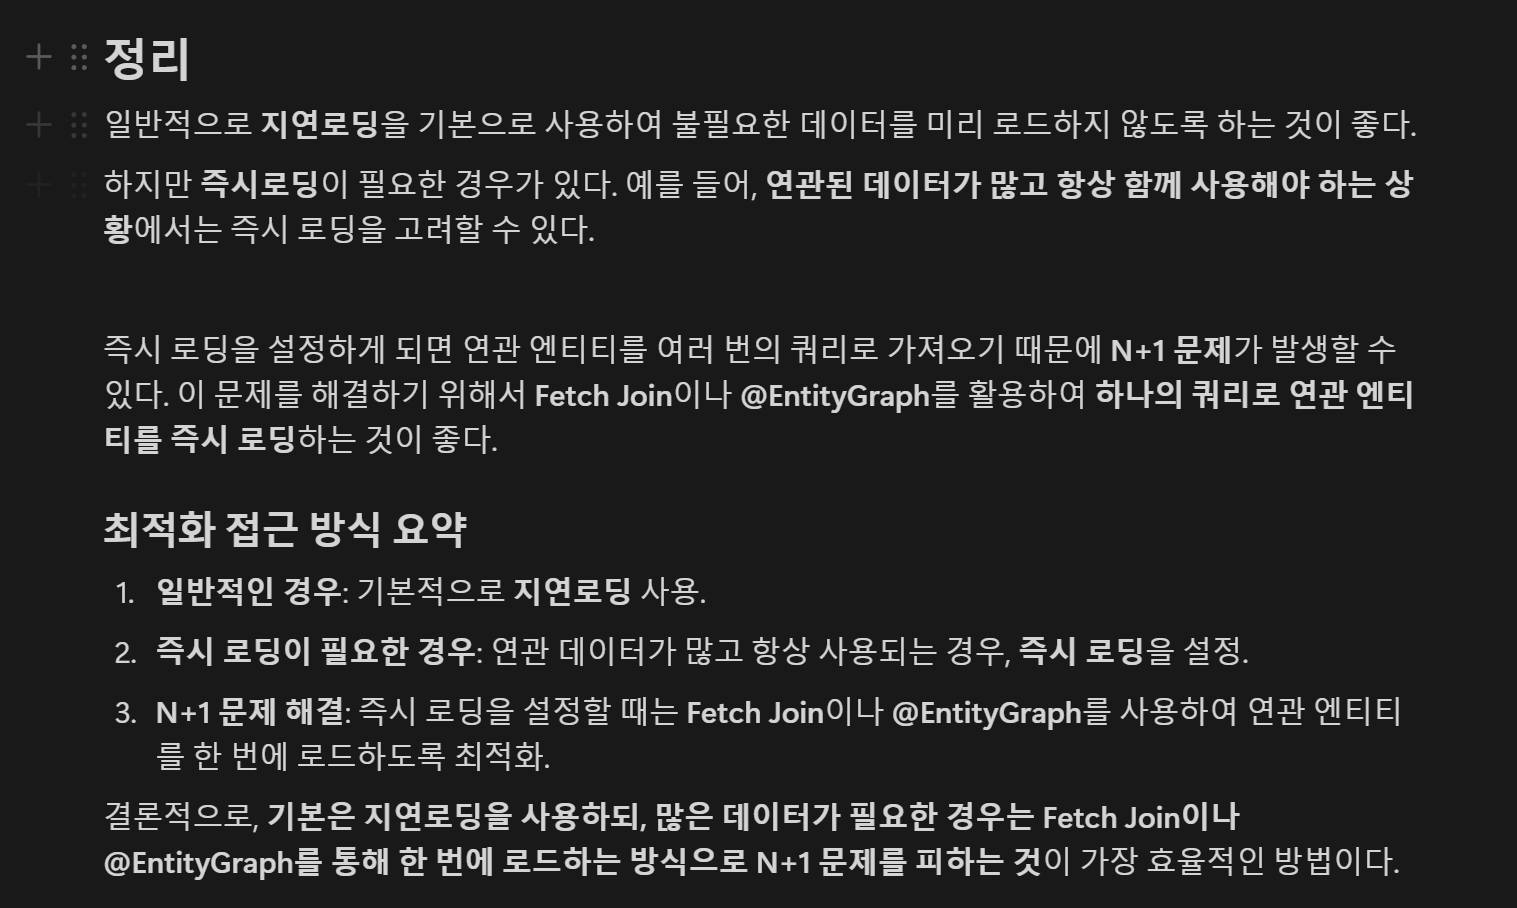 정리
일반적으로 지연로딩을 기본으로 사용하여 불필요한 데이터를 미리 로드하지 않도록 하는 것이 좋다.
하지만 즉시로딩이 필요한 경우가 있다. 예를 들어, 연관된 데이터가 많고 항상 함께 사용해야 하는 상
황에서는 즉시 로딩을 고려할 수 있다.
즉시 로딩을 설정하게 되면 연관 엔티티를 여러 번의 쿼리로 가져오기 때문에 N+1 문제가 발생할 수
있다. 이 문제를 해결하기 위해서 Fetch Join이나 @EntityGraph를 활용하여 하나의 쿼리로 연관 엔티
티를 즉시 로딩하는 것이 좋다.
최적화 접근 방식 요약
1. 일반적인 경우: 기본적으로 지연로딩 사용.
2. 즉시 로딩이 필요한 경우: 연관 데이터가 많고 항상 사용되는 경우, 즉시 로딩을 설정.
3. N+1 문제 해결: 즉시 로딩을 설정할 때는 Fetch Join이나 @EntityGraph를 사용하여 연관 엔티티
를 한 번에 로드하도록 최적화.
결론적으로, 기본은 지연로딩을 사용하되, 많은 데이터가 필요한 경우는 Fetch Join이나
@EntityGraph를 통해 한 번에 로드하는 방식으로 N+1 문제를 피하는 것이 가장 효율적인 방법이다.